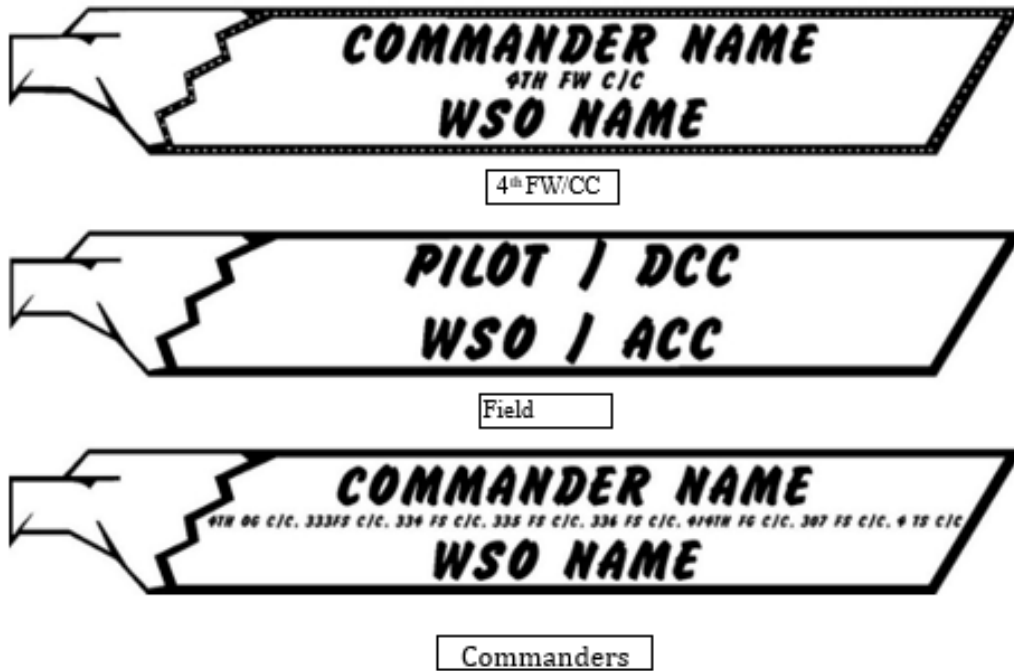 COMMANDER NAME
4TH FW C/C
WSO NAME
4th FW/CC
PILOT / DCC
WSO / ACC
Field
COMMANDER NAME
4TH OG C/C, 333FS C/C, 334 FS C/C, 335 FS C/C, 336 FS C/C, 414TH FG C/C, 307 FS C/C, 4 TS C/C
WSO NAME
Commanders